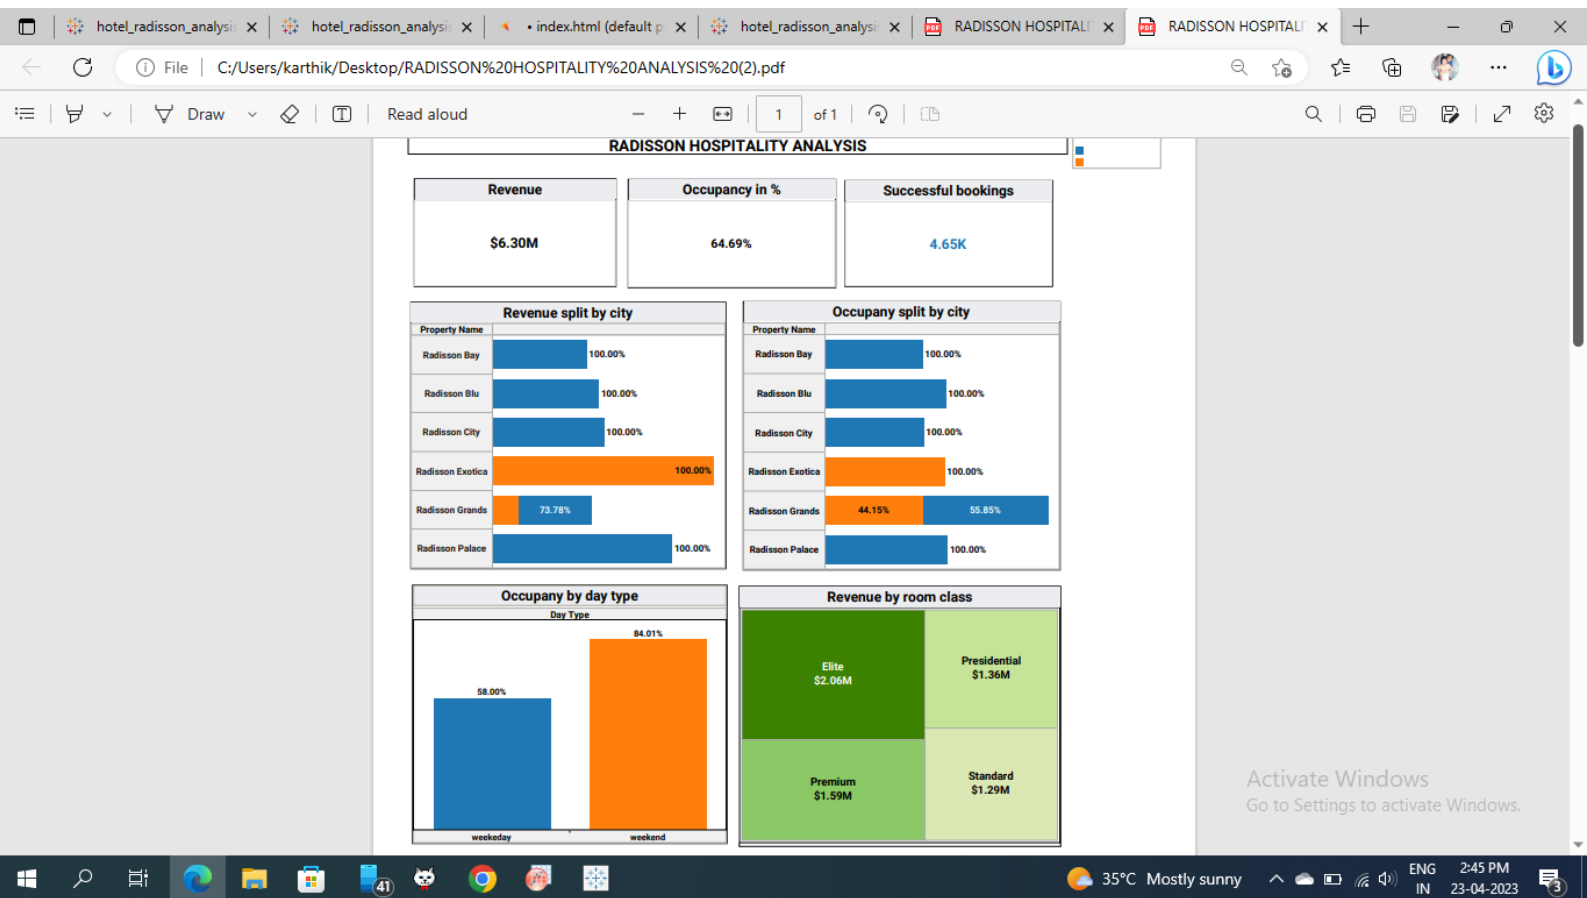 hotel_radisson_analysi
hotel_radisson_analysi
• index.html (default p
hotel_radisson_analysi
RADISSON HOSPITALI
RADISSON HOSPITALI
File
C:/Users/karthik/Desktop/RADISSON%20HOSPITALITY%20ANALYSIS%20(2).pdf
Draw
Read aloud
1
of 1
RADISSON HOSPITALITY ANALYSIS
Revenue
$6.30M
Occupancy in %
64.69%
Successful bookings
4.65K
Revenue split by city
Property Name
Radisson Bay 100.00%
Radisson Blu 100.00%
Radisson City 100.00%
Radisson Exotica 100.00%
Radisson Grands 73.78%
Radisson Palace 100.00%
Occupany split by city
Property Name
Radisson Bay 100.00%
Radisson Blu 100.00%
Radisson City 100.00%
Radisson Exotica 100.00%
Radisson Grands 44.15% 55.85%
Radisson Palace 100.00%
Occupany by day type
Day Type
84.01%
58.00%
weekeday
weekend
Revenue by room class
Elite
$2.06M
Presidential
$1.36M
Premium
$1.59M
Standard
$1.29M
Activate Windows
Go to Settings to activate Windows.
41
35°C Mostly sunny
ENG
IN
2:45 PM
23-04-2023
3